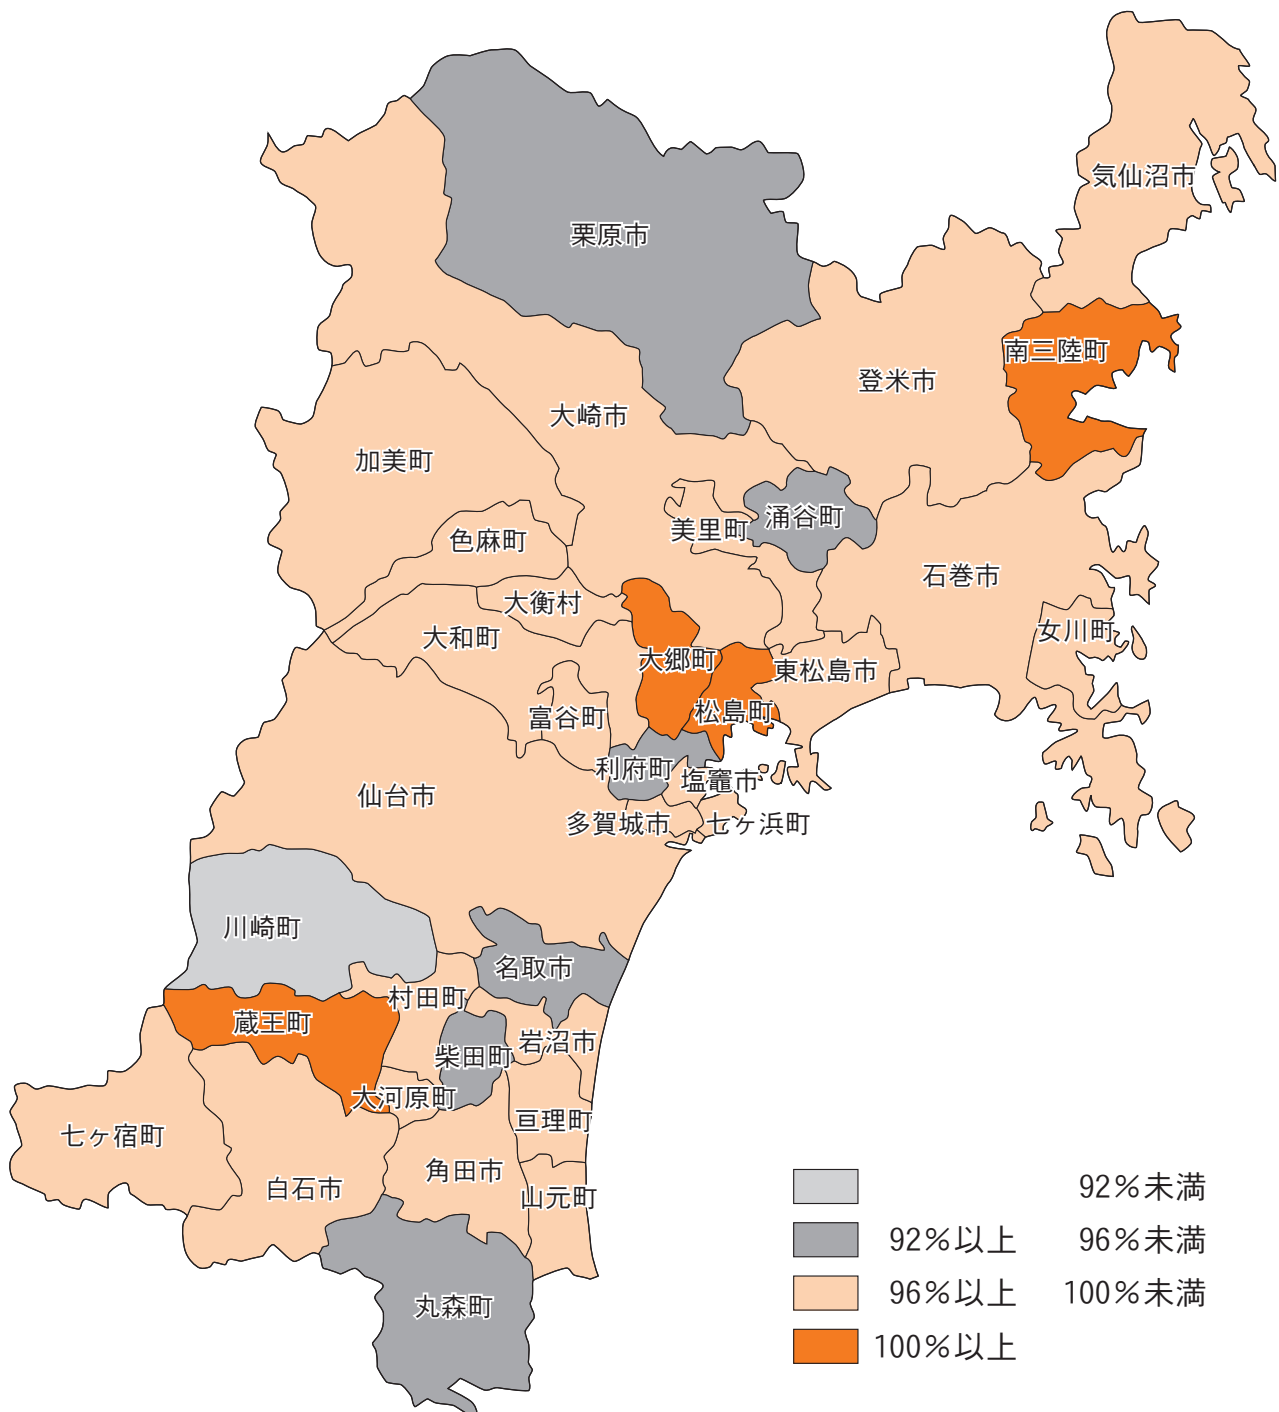 気仙沼市
栗原市
南三陸町
登米市
大崎市
加美町
涌谷町
美里町
色麻町
石巻市
大衡村
女川町
大和町
大郷町
東松島市
松島町
富谷町
利府町
塩竈市
仙台市
多賀城市
七ヶ浜町
川崎町
名取市
村田町
蔵王町
岩沼市
柴田町
大河原町
亘理町
七ヶ宿町
角田市
白石市
山元町
丸森町
92％未満
92％以上 96％未満
96％以上 100％未満
100％以上